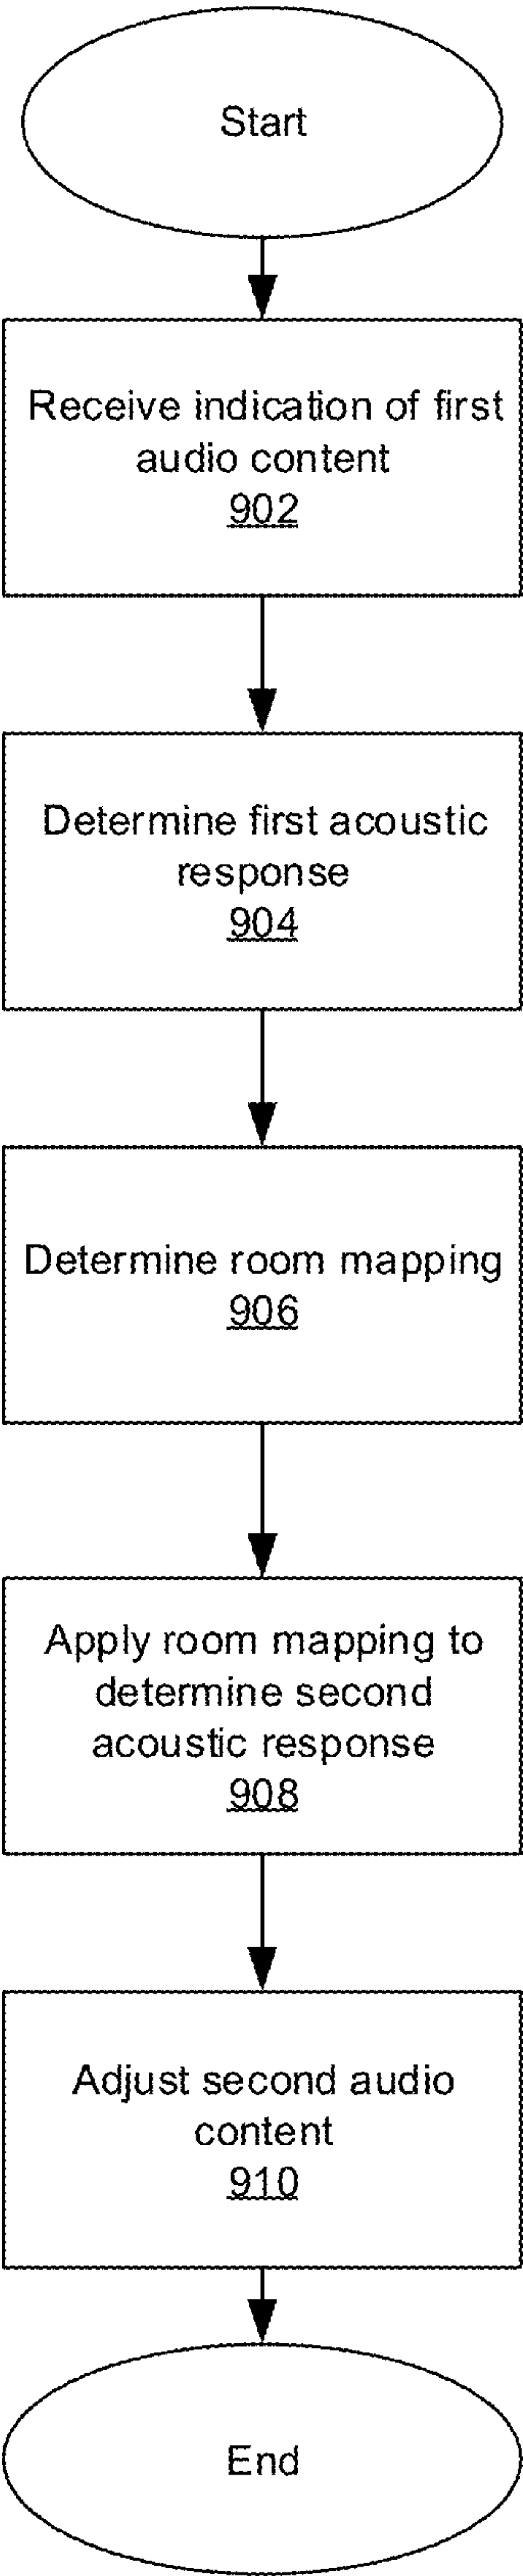 Start
Receive indication of first
audio content
902
Determine first acoustic
response
904
Determine room mapping
906
Apply room mapping to
determine second
acoustic response
908
Adjust second audio
content
910
End